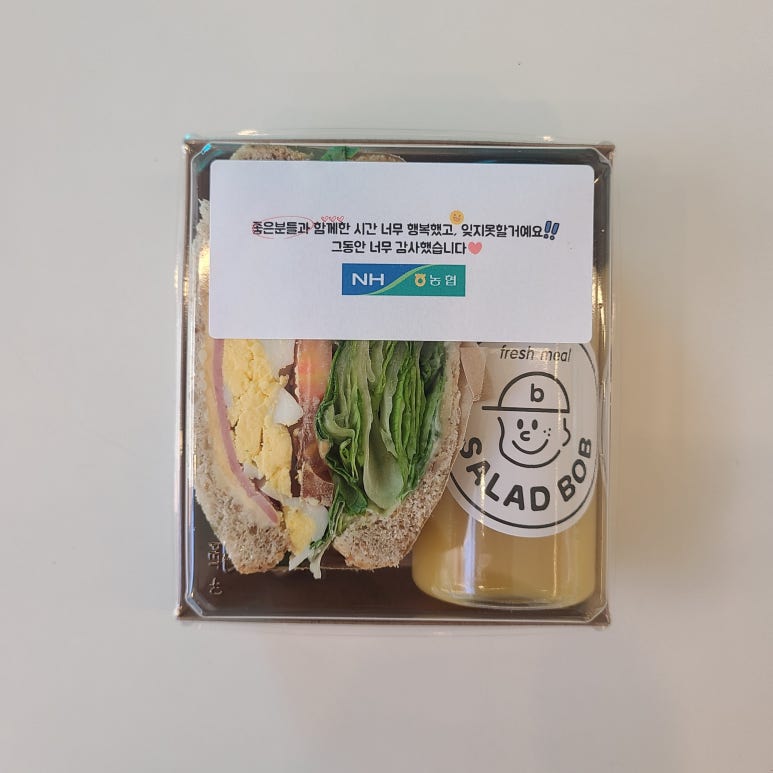 좋은분들과 함께한 시간 너무 행복했고, 잊지못할거예요!!
그동안 너무 감사했습니다
NH 농협
fresh meal
b
SALAD BOB
PET